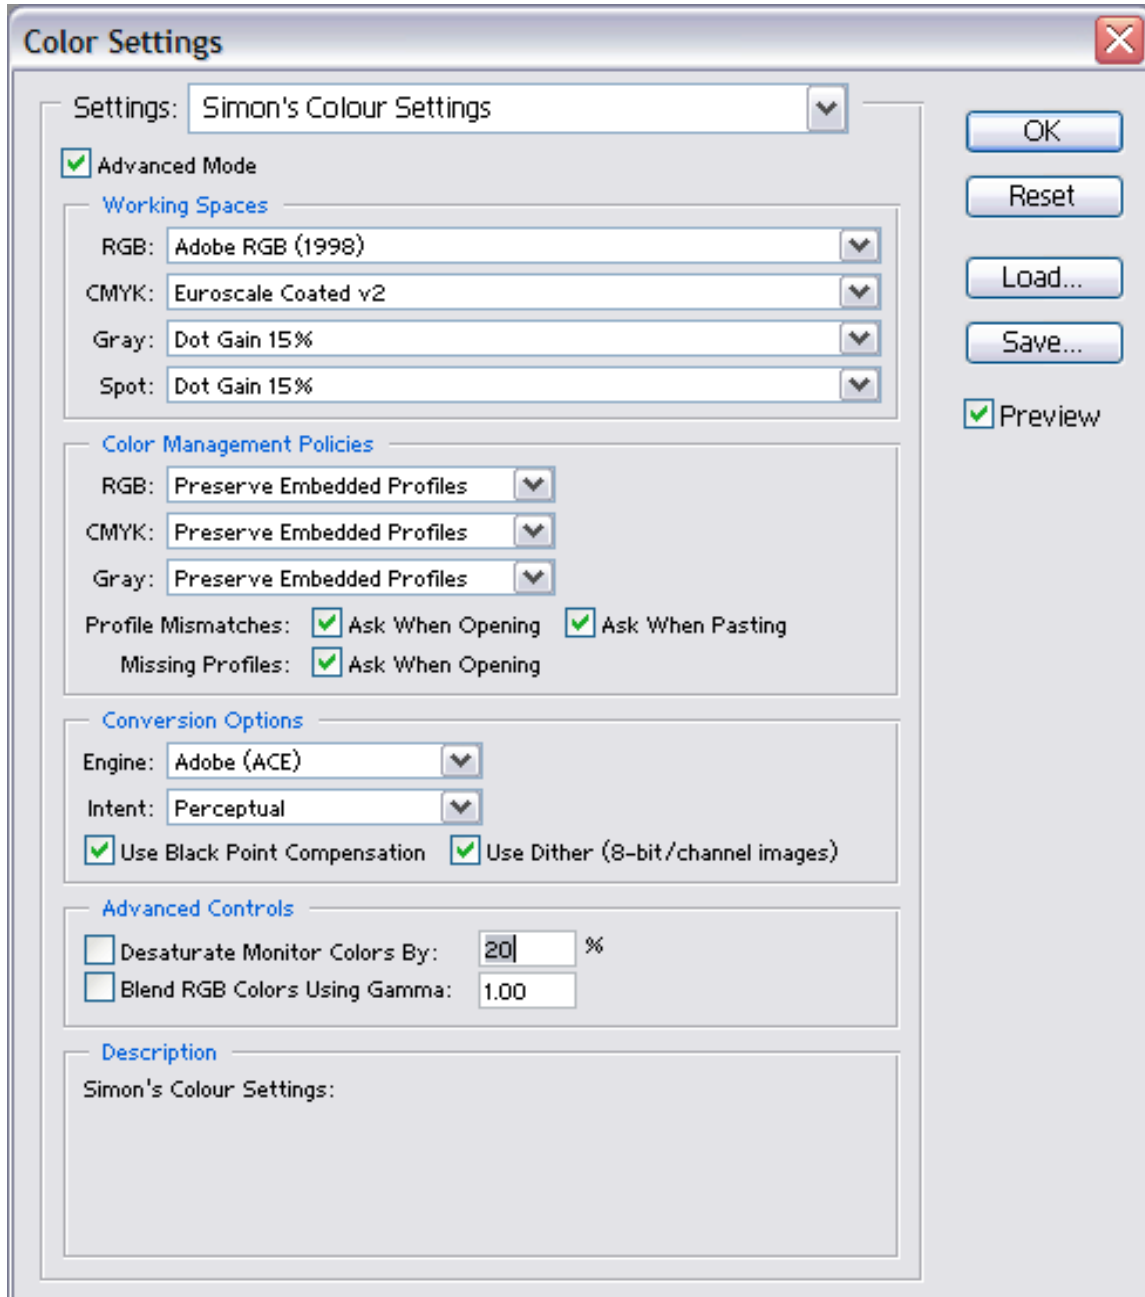 Color Settings
Settings: Simon's Colour Settings
OK
Advanced Mode
Reset
Working Spaces
RGB: Adobe RGB (1998)
Load...
CMYK: Euroscale Coated v2
Gray: Dot Gain 15%
Save...
Spot: Dot Gain 15%
Preview
Color Management Policies
RGB: Preserve Embedded Profiles
CMYK: Preserve Embedded Profiles
Gray: Preserve Embedded Profiles
Profile Mismatches: Ask When Opening Ask When Pasting
Missing Profiles: Ask When Opening
Conversion Options
Engine: Adobe (ACE)
Intent: Perceptual
Use Black Point Compensation Use Dither (8-bit/channel images)
Advanced Controls
Desaturate Monitor Colors By: 20 %
Blend RGB Colors Using Gamma: 1.00
Description
Simon's Colour Settings: